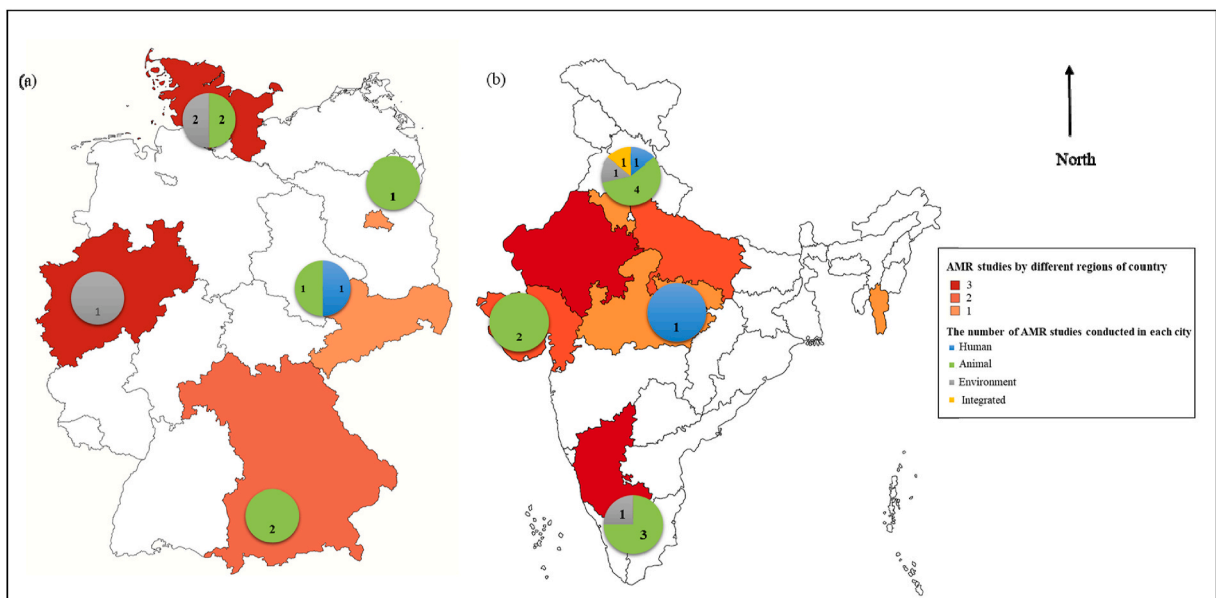 (a)
2 2
1
1 1
1
2
(b)
1 1
1
4
2
1
1
3
North
AMR studies by different regions of country
3
2
1
The number of AMR studies conducted in each city
Human
Animal
Environment
Integrated